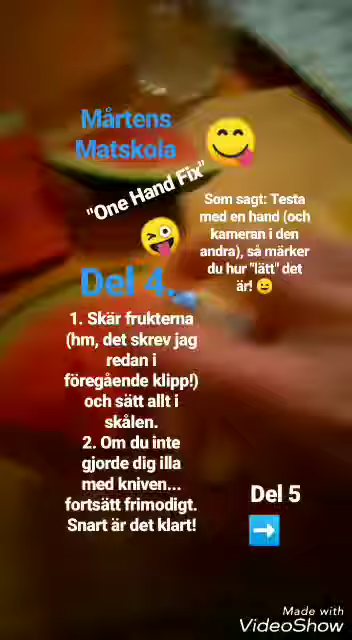 Mårtens
Matskola
"One Hand Fix"
Som sagt: Testa
med en hand (och
kameran i den
andra), så märker
du hur "lätt" det
är! 😉
Del 4.
1. Skär frukterna
(hm, det skrev jag
redan i
föregående klipp!)
och sätt allt i
skålen.
2. Om du inte
gjorde dig illa
med kniven...
fortsätt frimodigt.
Snart är det klart!
Del 5
➡️
Made with
VideoShow